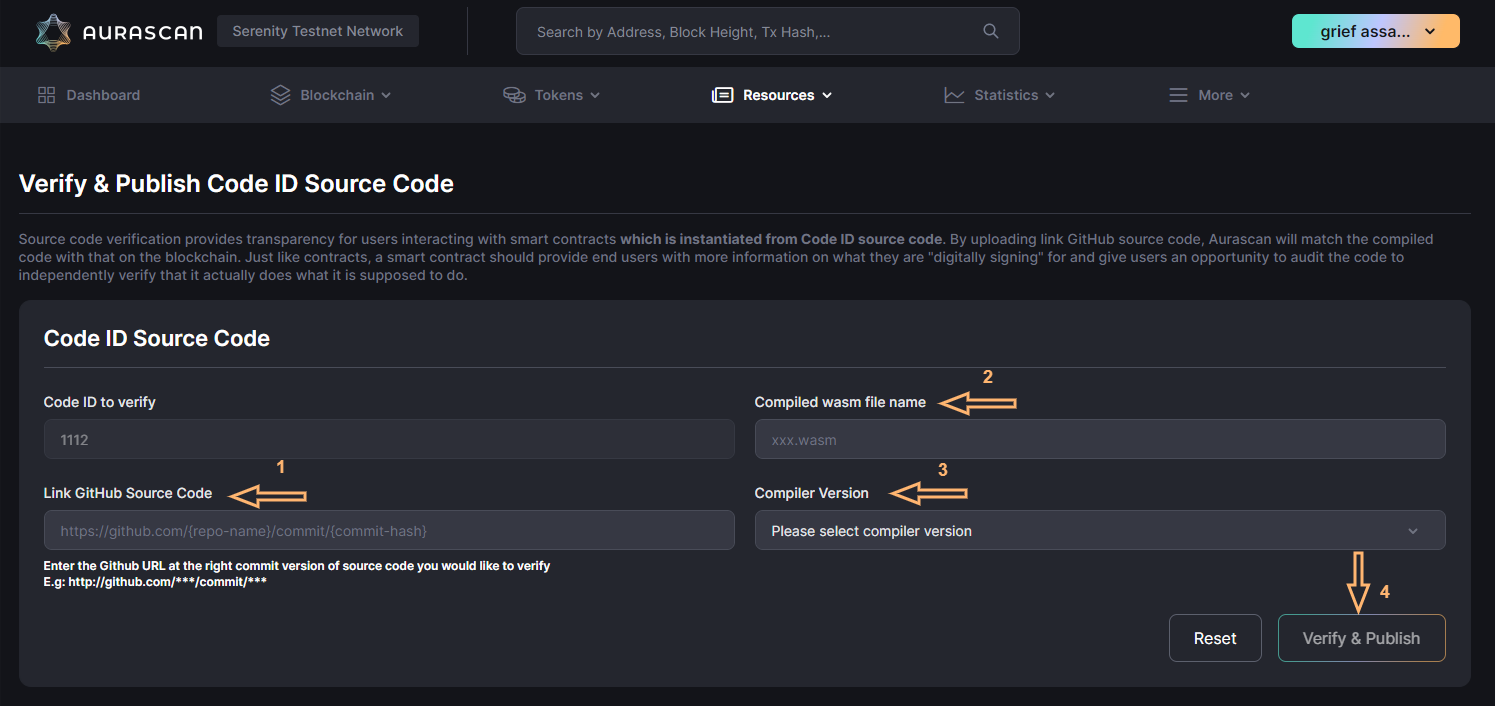 AURASCAN
Serenity Testnet Network
Search by Address, Block Height, Tx Hash,...
grief assa...
Dashboard
Blockchain
Tokens
Resources
Statistics
More
Verify & Publish Code ID Source Code
Source code verification provides transparency for users interacting with smart contracts which is instantiated from Code ID source code. By uploading link GitHub source code, Aurascan will match the compiled
code with that on the blockchain. Just like contracts, a smart contract should provide end users with more information on what they are "digitally signing" for and give users an opportunity to audit the code to
independently verify that it actually does what it is supposed to do.
Code ID Source Code
Code ID to verify
1112
2
Compiled wasm file name
xxx.wasm
1
Link GitHub Source Code
https://github.com/{repo-name}/commit/{commit-hash}
Enter the Github URL at the right commit version of source code you would like to verify
E.g: http://github.com/***/commit/***
3
Compiler Version
Please select compiler version
4
Reset
Verify & Publish